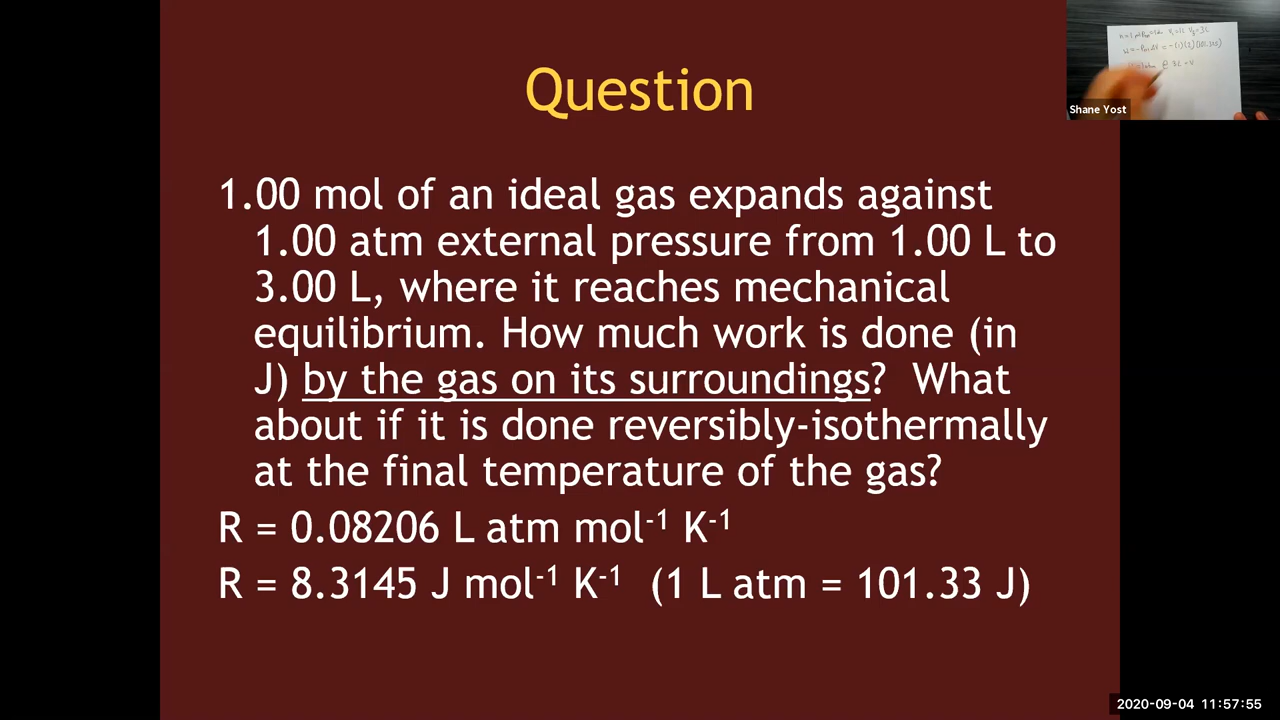 Question
1.00 mol of an ideal gas expands against
1.00 atm external pressure from 1.00 L to
3.00 L, where it reaches mechanical
equilibrium. How much work is done (in
J) by the gas on its surroundings? What
about if it is done reversibly-isothermally
at the final temperature of the gas?
R = 0.08206 L atm mol⁻¹ K⁻¹
R = 8.3145 J mol⁻¹ K⁻¹ (1 L atm = 101.33 J)
Shane Yost
2020-09-04 11:57:55